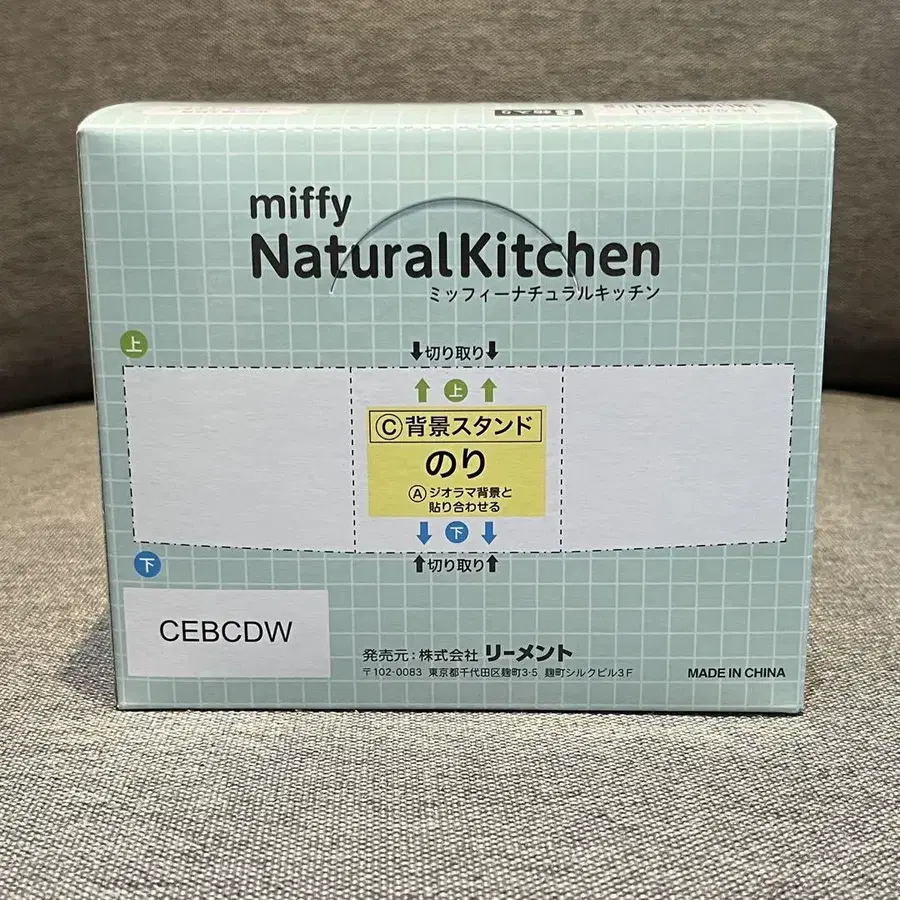 miffy
NaturalKitchen
ミッフィーナチュラルキッチン
上
↓切り取り↓
↑上↑
Ⓒ背景スタンド
のり
Ⓐジオラマ背景と
貼り合わせる
↓下↓
↑切り取り↑
下
CEBCDW
発売元:株式会社 リーメント
〒102-0083 東京都千代田区麹町3-5 麹町シルクビル3F
MADE IN CHINA